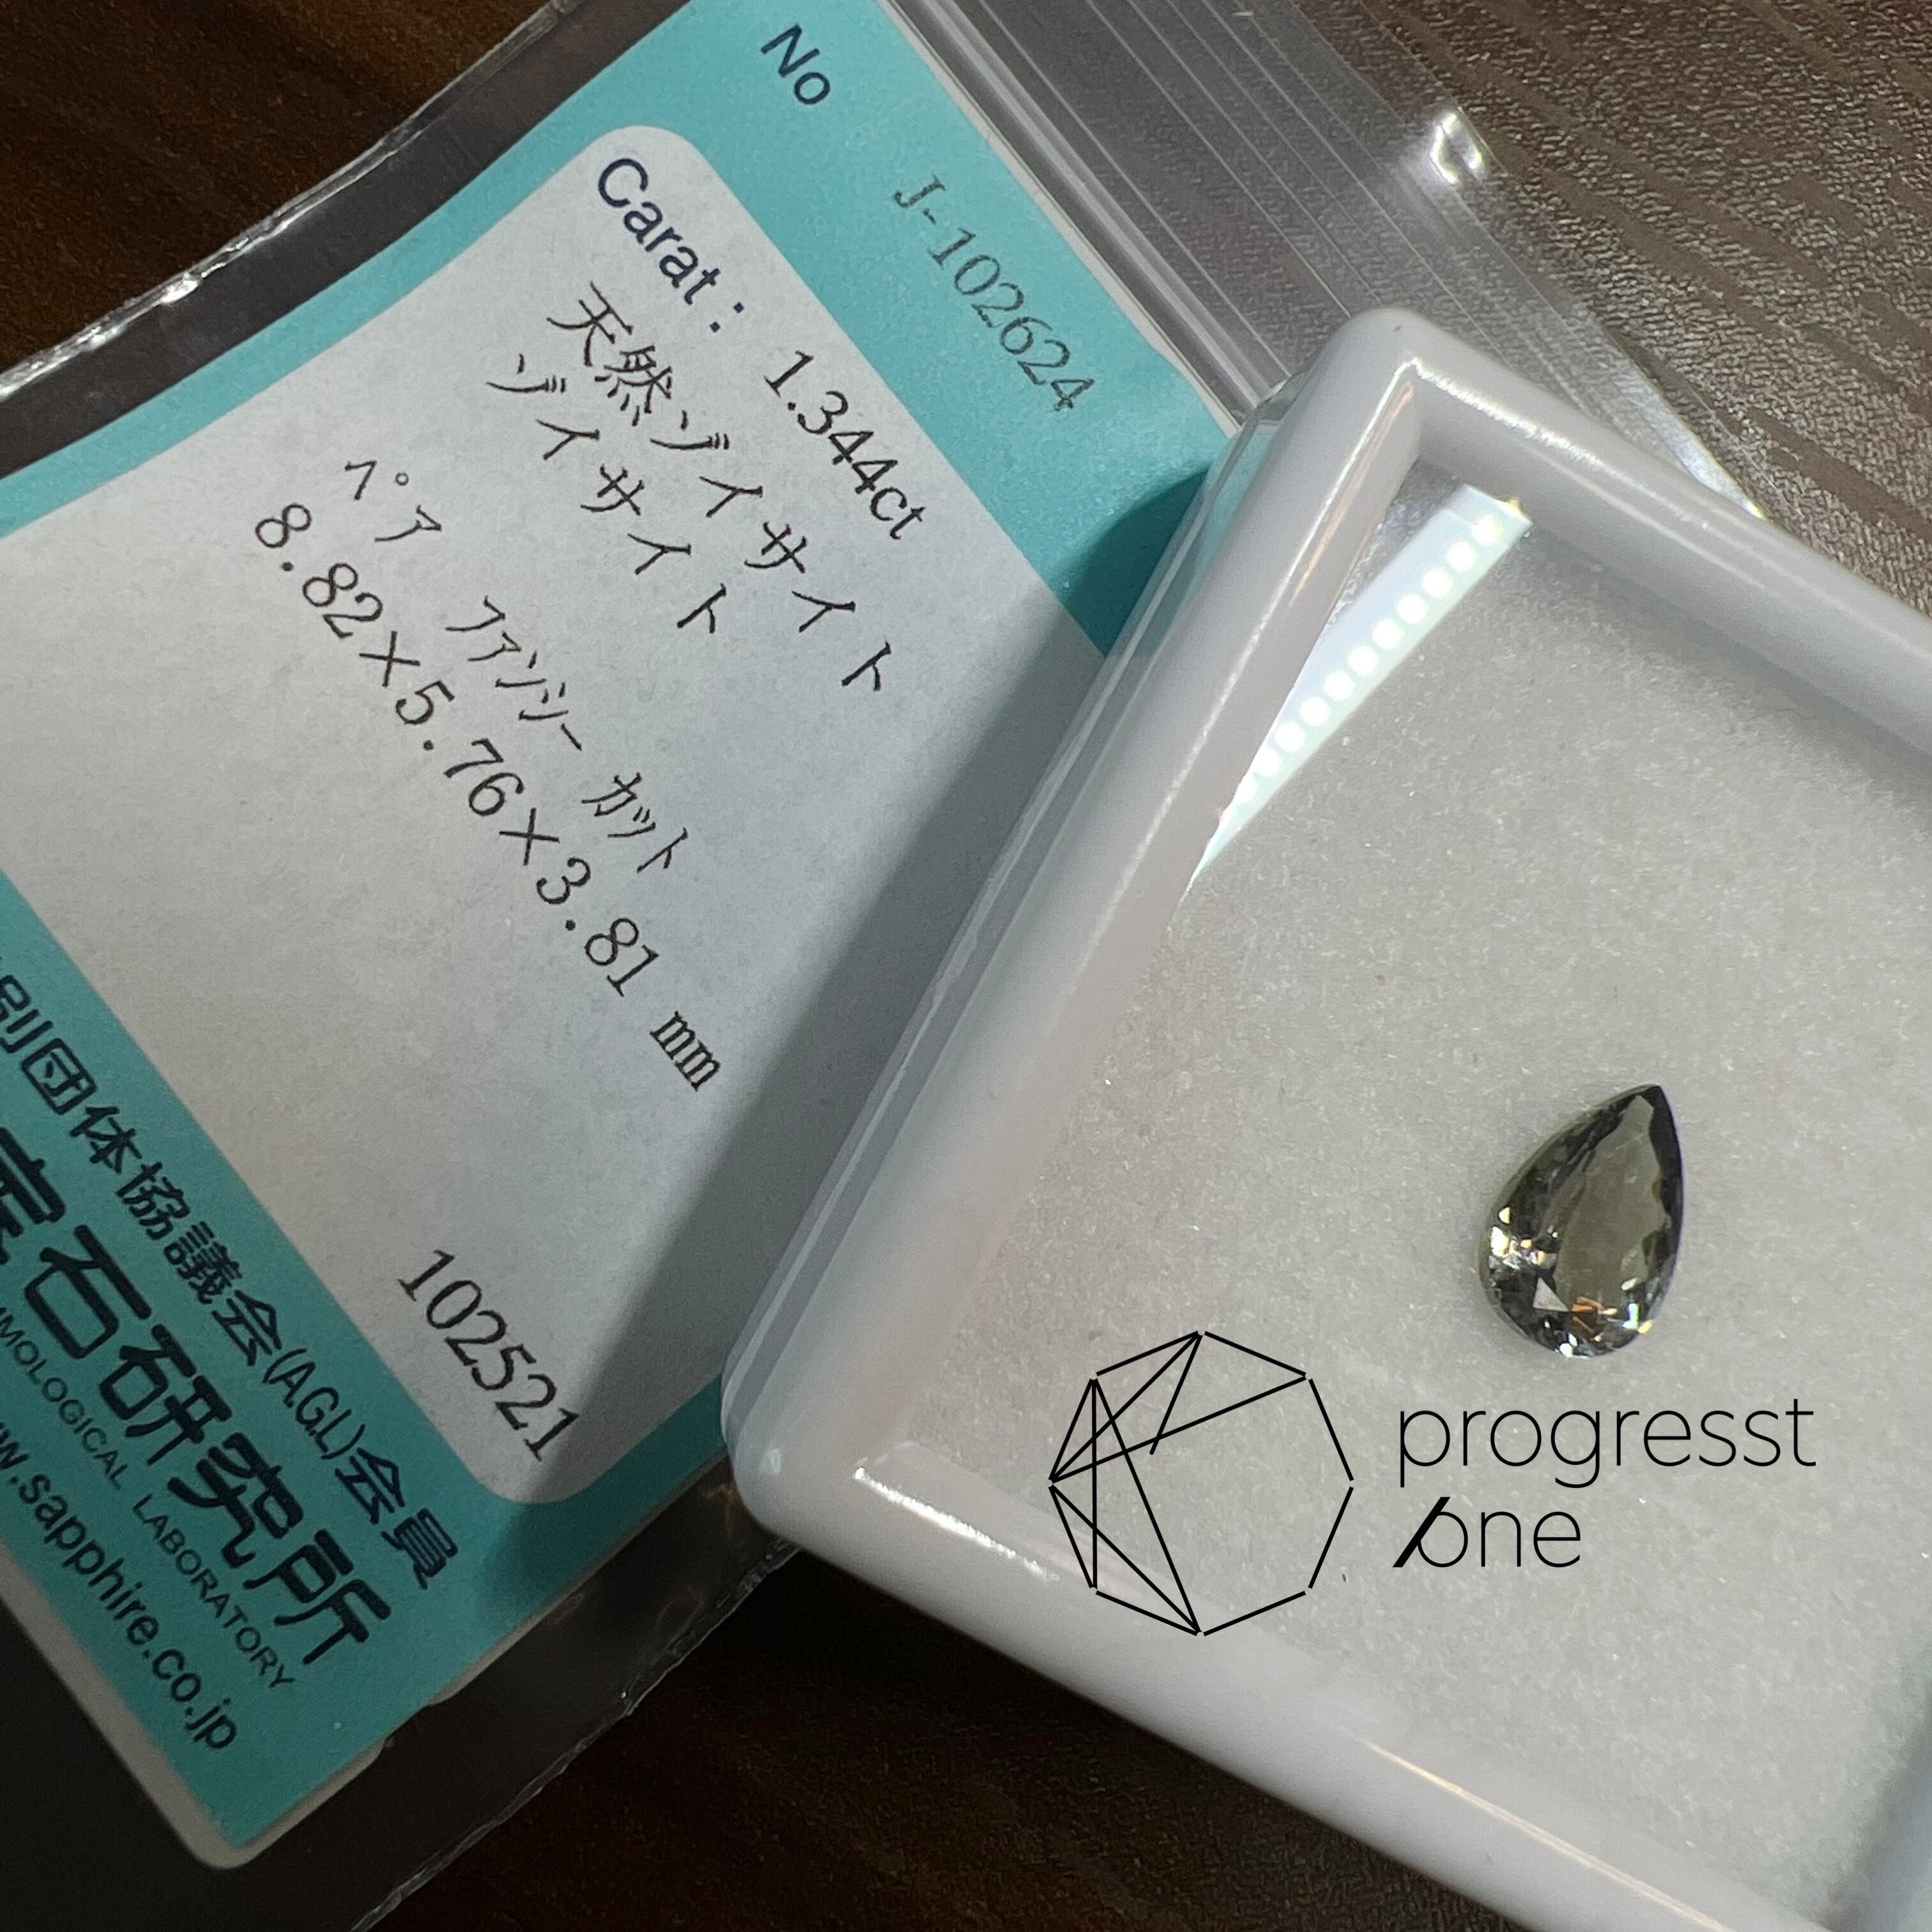 No J-102624
Carat : 1.344ct
天然ゾイサイト
ゾイサイト
ペア ファンシー カット
8.82×5.76×3.81 mm
102521
別団体協議会(AGL)会員
石研究所
LABORATORY
w.sapphire.co.jp
progresst
one